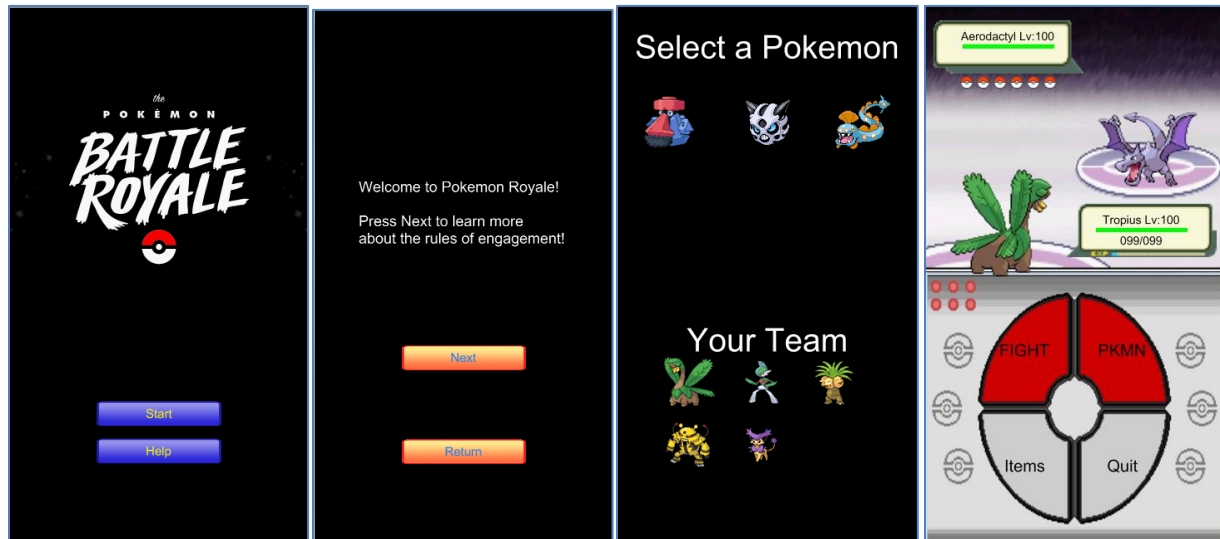 the
POKÉMON
BATTLE
ROYALE
Start
Help
Welcome to Pokemon Royale!
Press Next to learn more
about the rules of engagement!
Next
Return
Select a Pokemon
Your Team
Aerodactyl Lv:100
Tropius Lv:100
099/099
EXP
FIGHT
PKMN
Items
Quit